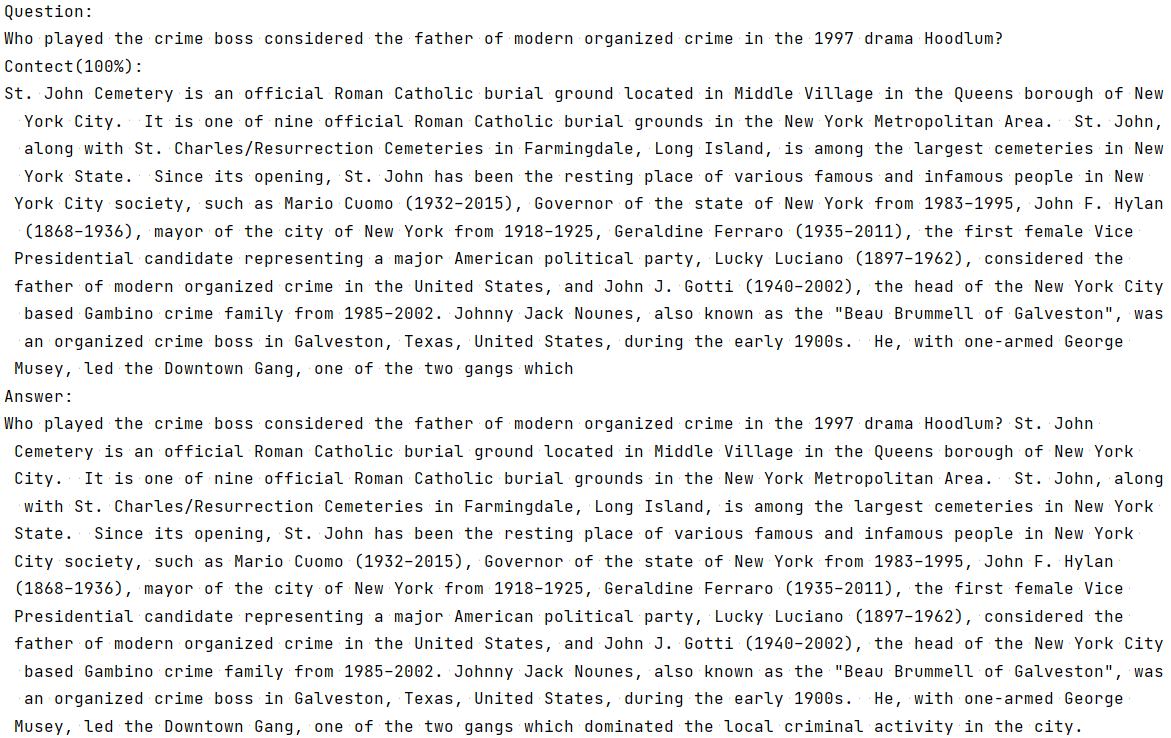 Question:
Who played the crime boss considered the father of modern organized crime in the 1997 drama Hoodlum?
Contect(100%):
St. John Cemetery is an official Roman Catholic burial ground located in Middle Village in the Queens borough of New
York City.  It is one of nine official Roman Catholic burial grounds in the New York Metropolitan Area.  St. John,
along with St. Charles/Resurrection Cemeteries in Farmingdale, Long Island, is among the largest cemeteries in New
York State.  Since its opening, St. John has been the resting place of various famous and infamous people in New
York City society, such as Mario Cuomo (1932-2015), Governor of the state of New York from 1983-1995, John F. Hylan
(1868-1936), mayor of the city of New York from 1918-1925, Geraldine Ferraro (1935-2011), the first female Vice
Presidential candidate representing a major American political party, Lucky Luciano (1897-1962), considered the
father of modern organized crime in the United States, and John J. Gotti (1940-2002), the head of the New York City
based Gambino crime family from 1985-2002. Johnny Jack Nounes, also known as the "Beau Brummell of Galveston", was
an organized crime boss in Galveston, Texas, United States, during the early 1900s.  He, with one-armed George
Musey, led the Downtown Gang, one of the two gangs which
Answer:
Who played the crime boss considered the father of modern organized crime in the 1997 drama Hoodlum? St. John
Cemetery is an official Roman Catholic burial ground located in Middle Village in the Queens borough of New York
City.  It is one of nine official Roman Catholic burial grounds in the New York Metropolitan Area.  St. John, along
with St. Charles/Resurrection Cemeteries in Farmingdale, Long Island, is among the largest cemeteries in New York
State.  Since its opening, St. John has been the resting place of various famous and infamous people in New York
City society, such as Mario Cuomo (1932-2015), Governor of the state of New York from 1983-1995, John F. Hylan
(1868-1936), mayor of the city of New York from 1918-1925, Geraldine Ferraro (1935-2011), the first female Vice
Presidential candidate representing a major American political party, Lucky Luciano (1897-1962), considered the
father of modern organized crime in the United States, and John J. Gotti (1940-2002), the head of the New York City
based Gambino crime family from 1985-2002. Johnny Jack Nounes, also known as the "Beau Brummell of Galveston", was
an organized crime boss in Galveston, Texas, United States, during the early 1900s.  He, with one-armed George
Musey, led the Downtown Gang, one of the two gangs which dominated the local criminal activity in the city.